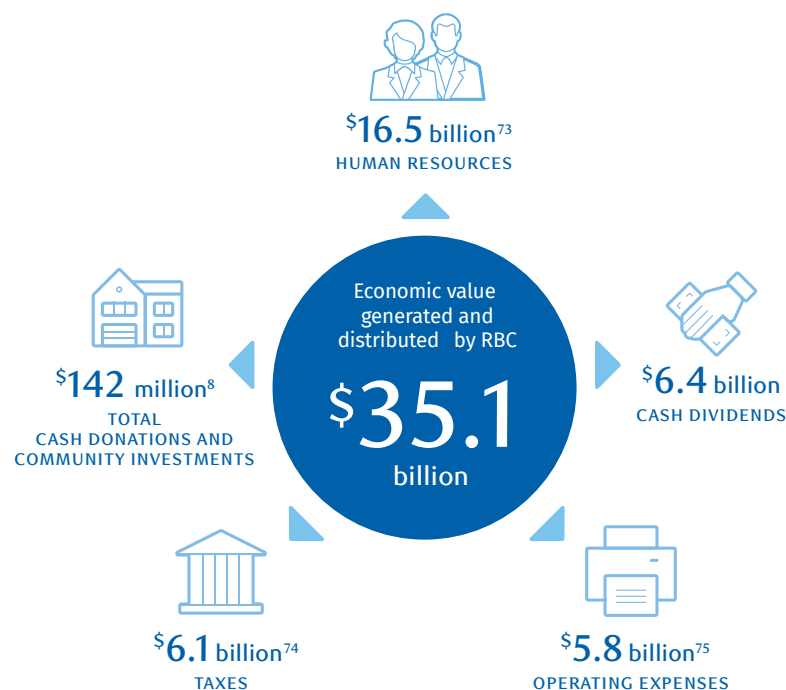 $16.5 billion73
HUMAN RESOURCES
Economic value
generated and
distributed by RBC
$35.1
billion
$142 million8
TOTAL
CASH DONATIONS AND
COMMUNITY INVESTMENTS
$6.4 billion
CASH DIVIDENDS
$6.1 billion74
TAXES
$5.8 billion75
OPERATING EXPENSES